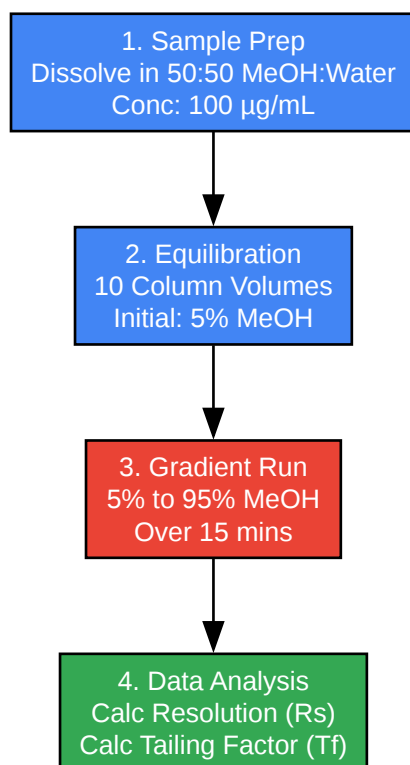 1. Sample Prep
Dissolve in 50:50 MeOH:Water
Conc: 100 µg/mL
2. Equilibration
10 Column Volumes
Initial: 5% MeOH
3. Gradient Run
5% to 95% MeOH
Over 15 mins
4. Data Analysis
Calc Resolution (Rs)
Calc Tailing Factor (Tf)